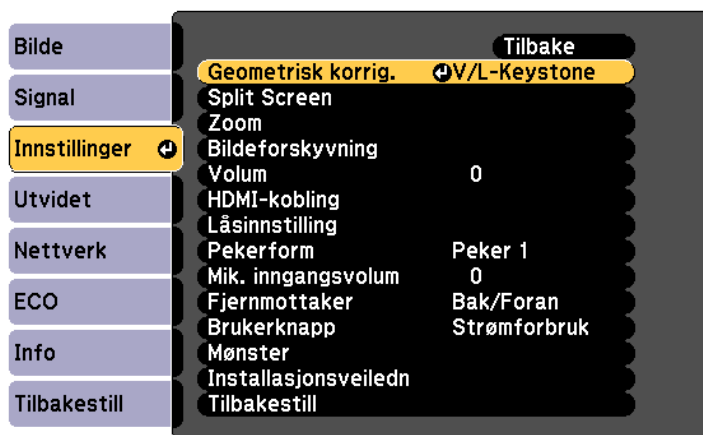 Bilde
Signal
Innstillinger
Utvidet
Nettverk
ECO
Info
Tilbakestill
Tilbake
Geometrisk korrig. V/L-Keystone
Split Screen
Zoom
Bildeforskyvning
Volum 0
HDMI-kobling
Låsinnstilling
Pekerform Peker 1
Mik. inngangsvolum 0
Fjernmottaker Bak/Foran
Brukerknapp Strømforbruk
Mønster
Installasjonsveiledn
Tilbakestill